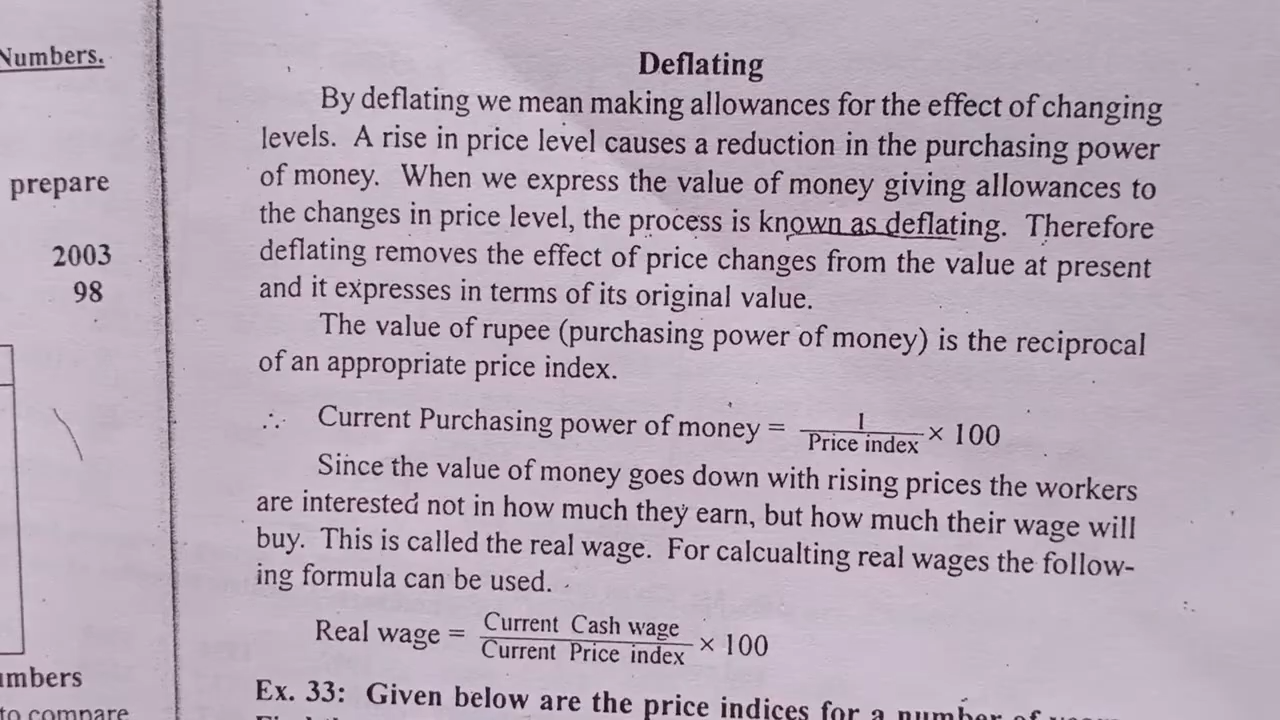 Numbers.
prepare
2003
98
umbers
to compare
Deflating
By deflating we mean making allowances for the effect of changing
levels. A rise in price level causes a reduction in the purchasing power
of money. When we express the value of money giving allowances to
the changes in price level, the process is known as deflating. Therefore
deflating removes the effect of price changes from the value at present
and it expresses in terms of its original value.
The value of rupee (purchasing power of money) is the reciprocal
of an appropriate price index.
∴ Current Purchasing power of money = 1 / Price index × 100
Since the value of money goes down with rising prices the workers
are interested not in how much they earn, but how much their wage will
buy. This is called the real wage. For calcualting real wages the follow-
ing formula can be used.
Real wage = Current Cash wage / Current Price index × 100
Ex. 33: Given below are the price indices for a number of